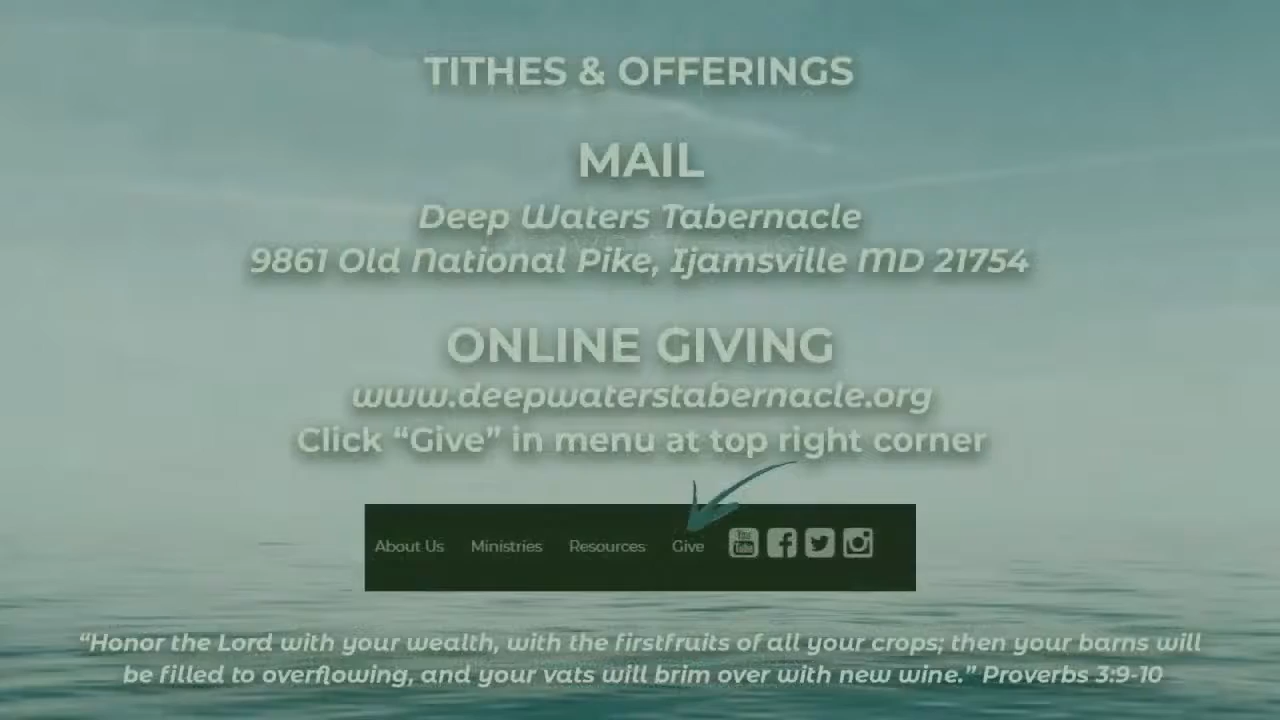 TITHES & OFFERINGS
MAIL
Deep Waters Tabernacle
9861 Old National Pike, Ijamsville MD 21754
ONLINE GIVING
www.deepwaterstabernacle.org
Click “Give” in menu at top right corner
About Us Ministries Resources Give You Tube
“Honor the Lord with your wealth, with the firstfruits of all your crops; then your barns will
be filled to overflowing, and your vats will brim over with new wine.” Proverbs 3:9-10